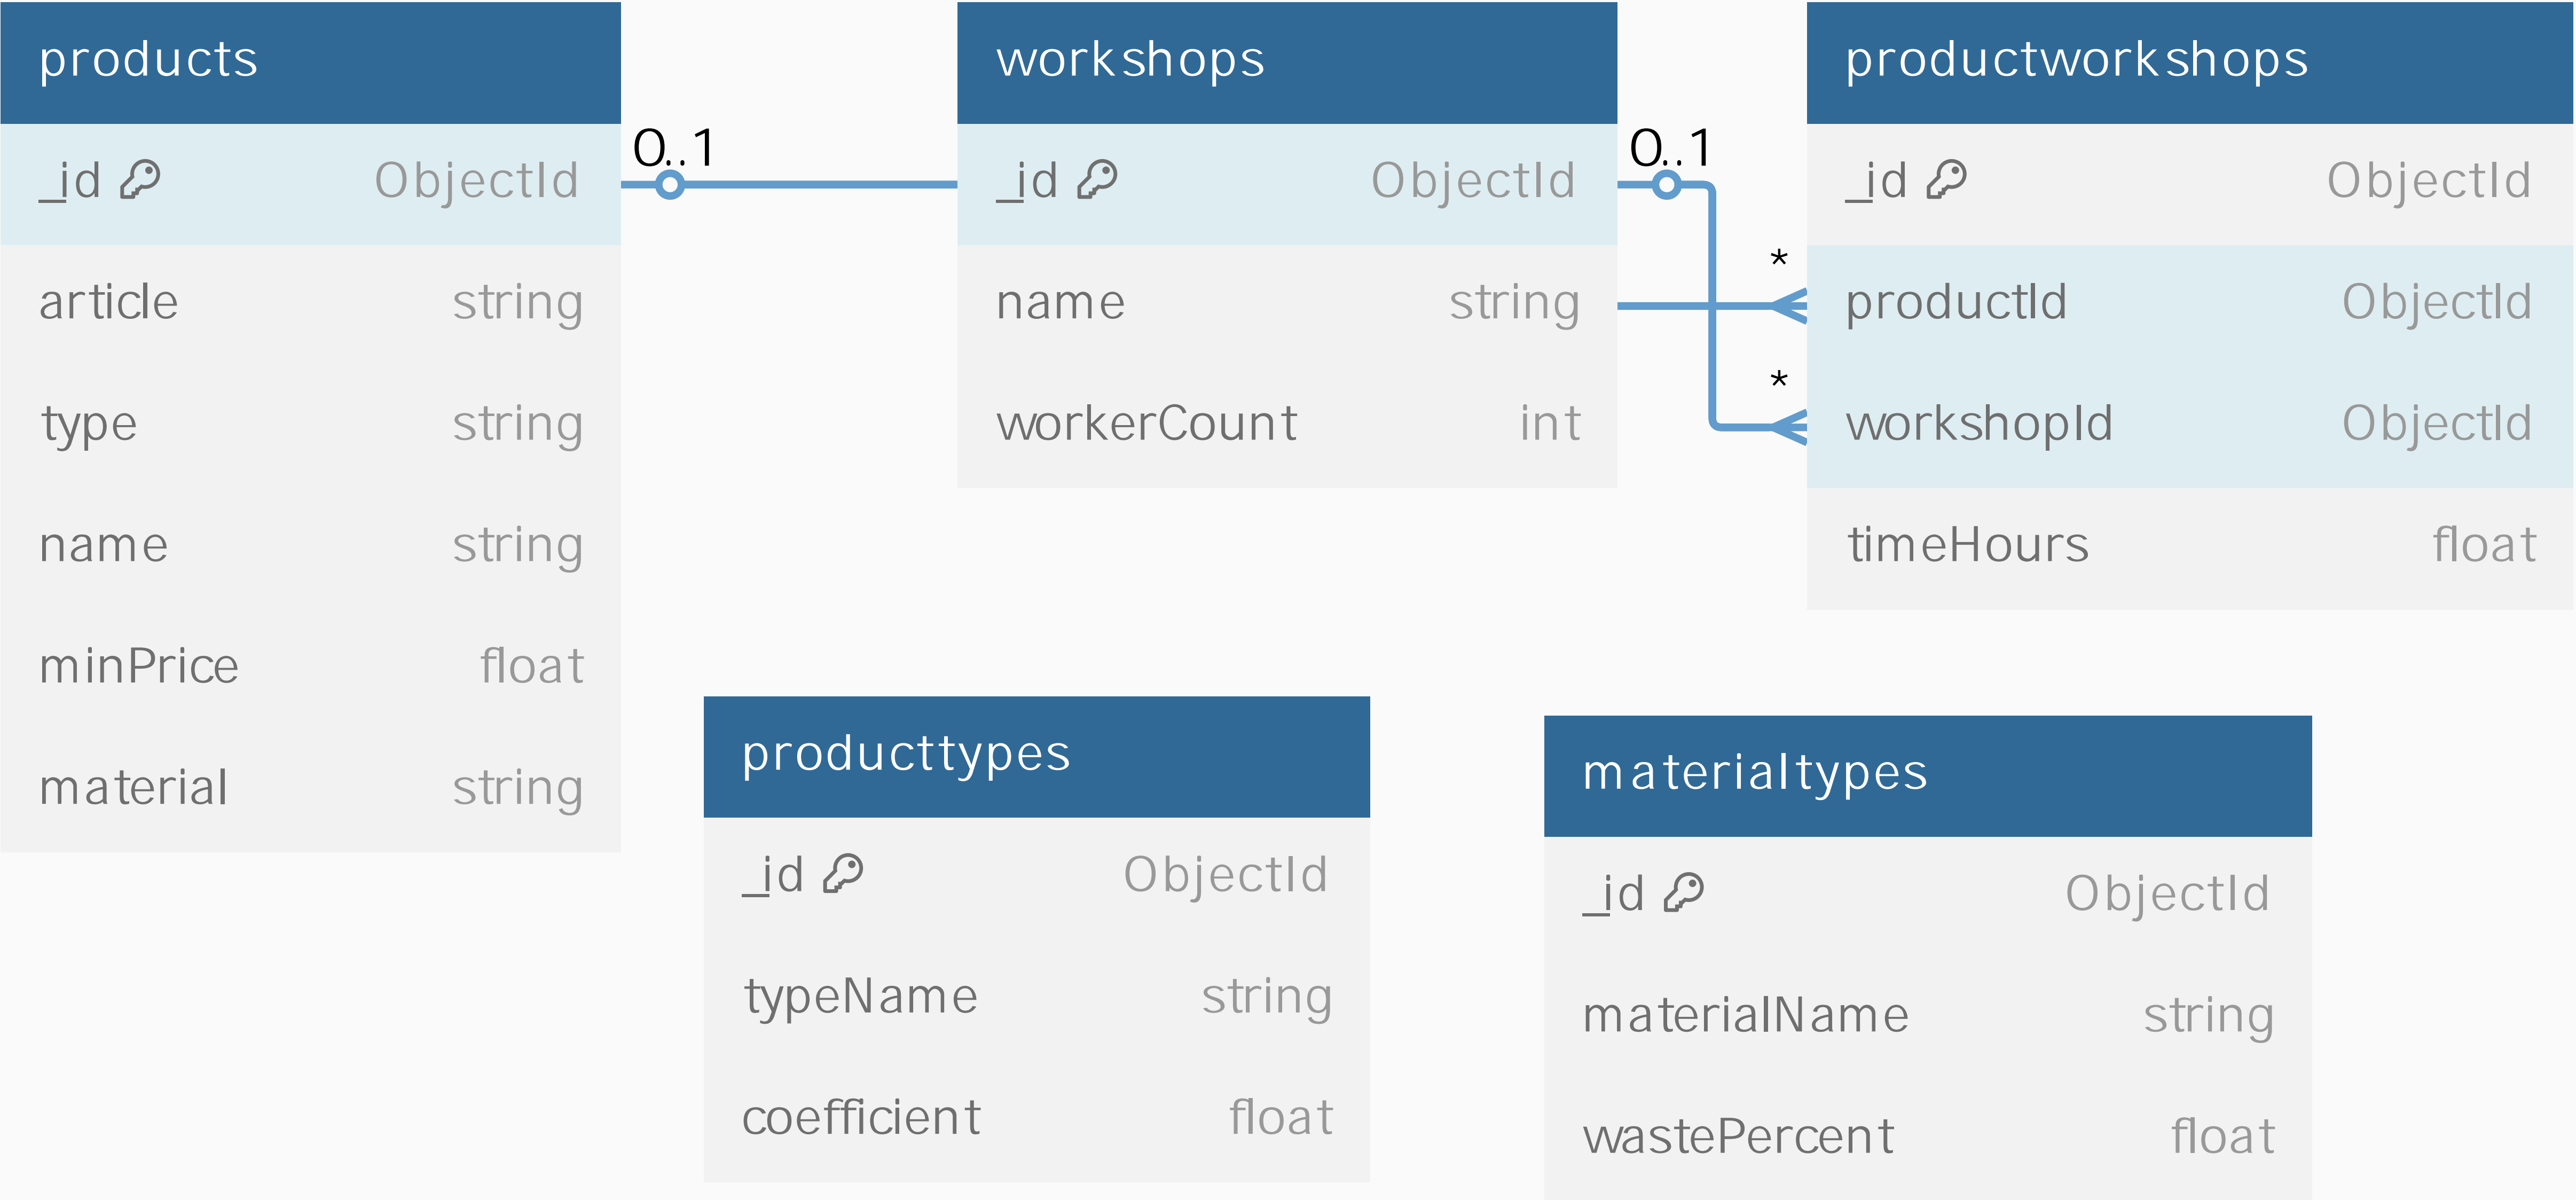 products
_id ObjectId
article string
type string
name string
minPrice float
material string
0..1
workshops
_id ObjectId
name string
workerCount int
0..1
*
*
productworkshops
_id ObjectId
productId ObjectId
workshopId ObjectId
timeHours float
producttypes
_id ObjectId
typeName string
coefficient float
materialtypes
_id ObjectId
materialName string
wastePercent float